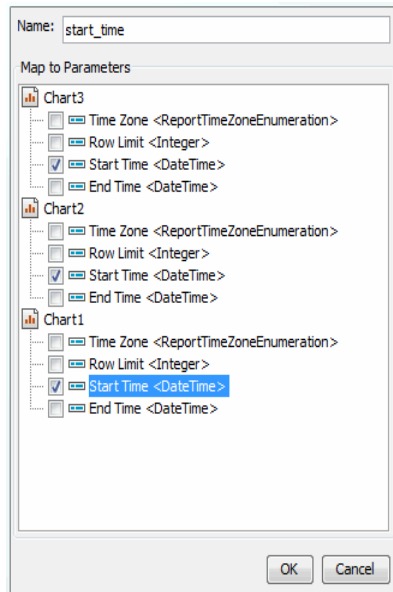 Name: start_time
Map to Parameters
Chart3
Time Zone <ReportTimeZoneEnumeration>
Row Limit <Integer>
Start Time <DateTime>
End Time <DateTime>
Chart2
Time Zone <ReportTimeZoneEnumeration>
Row Limit <Integer>
Start Time <DateTime>
End Time <DateTime>
Chart1
Time Zone <ReportTimeZoneEnumeration>
Row Limit <Integer>
Start Time <DateTime>
End Time <DateTime>
OK Cancel